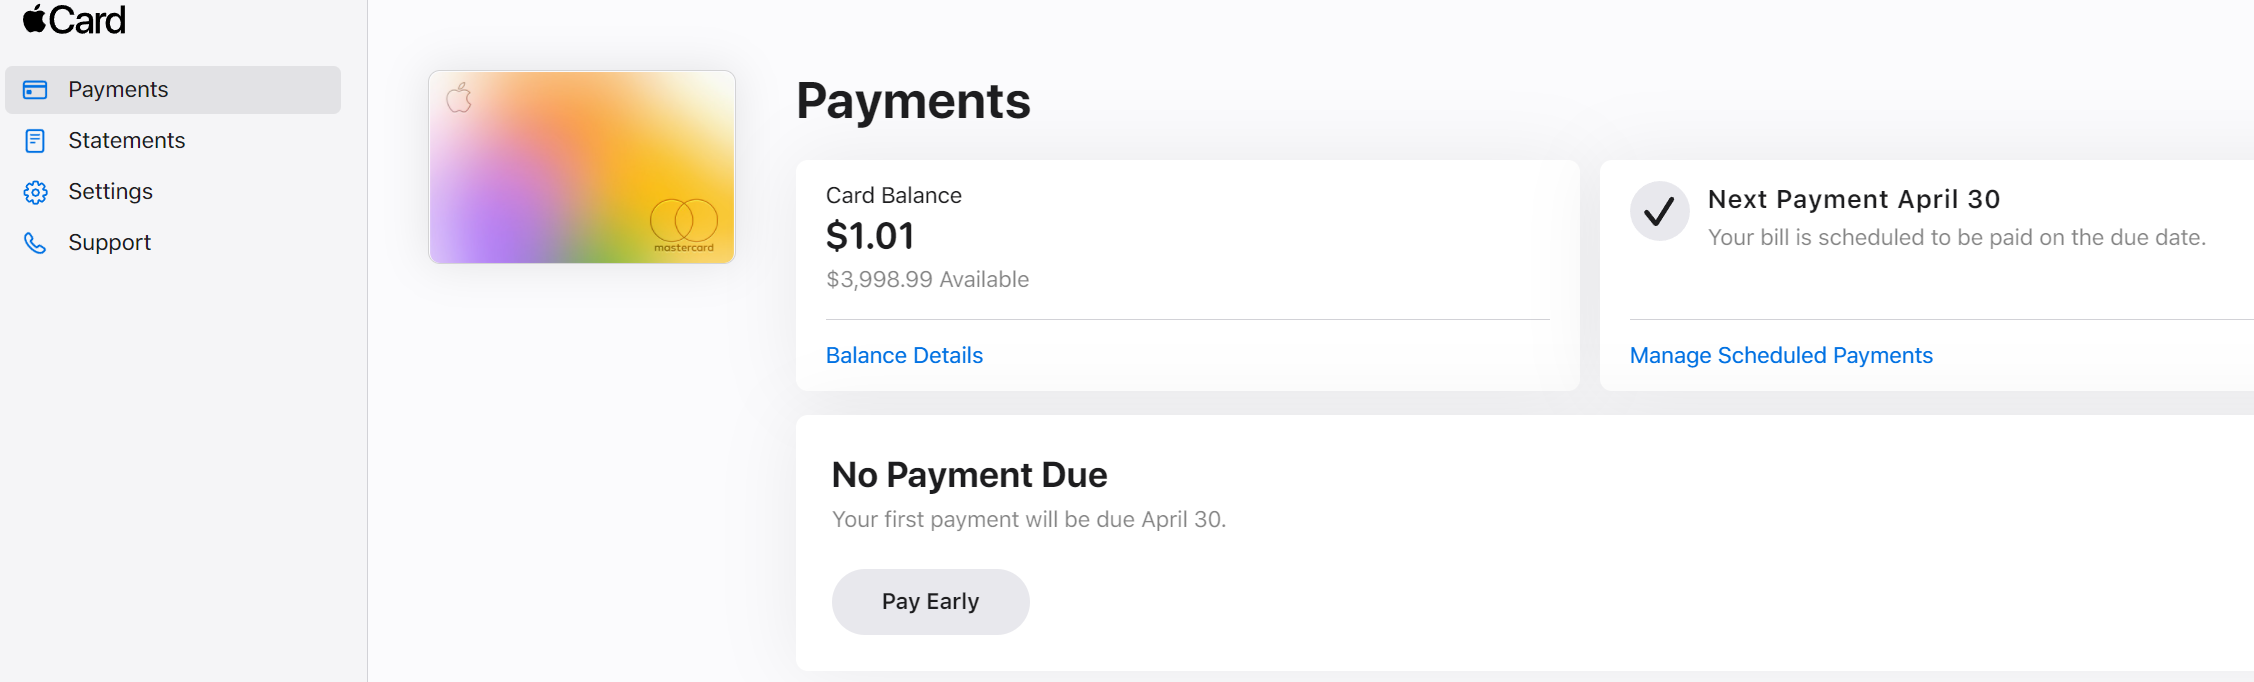 Card
Payments
Statements
Settings
Support
mastercard
Payments
Card Balance
$1.01
$3,998.99 Available
Balance Details
Next Payment April 30
Your bill is scheduled to be paid on the due date.
Manage Scheduled Payments
No Payment Due
Your first payment will be due April 30.
Pay Early